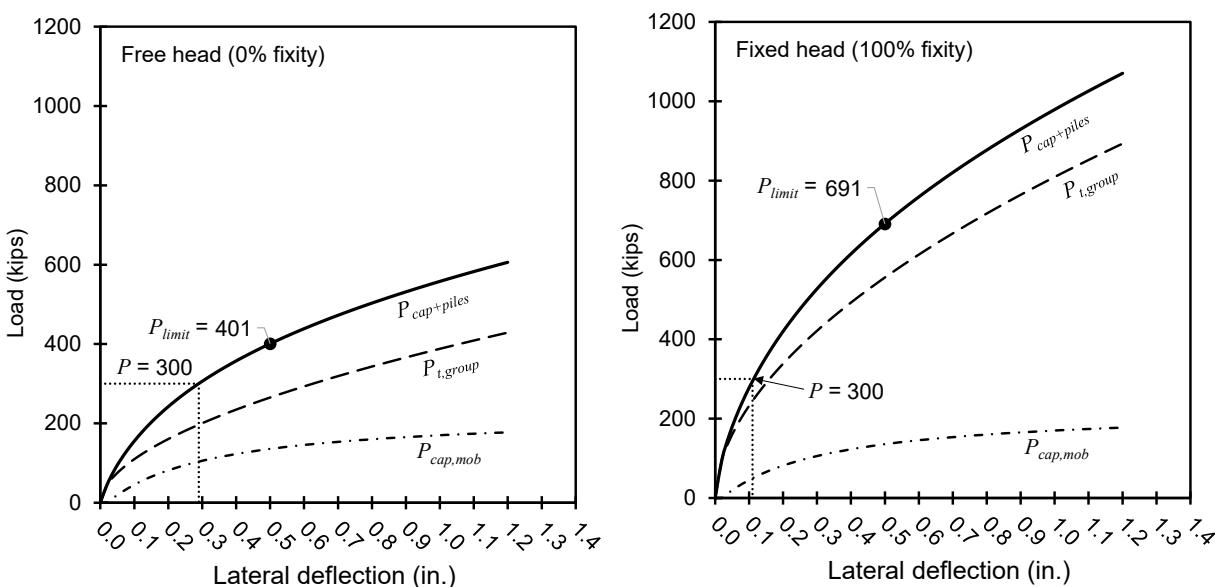 Free head (0% fixity)
Load (kips)
1200
1000
800
600
400
200
0
P_cap+piles
P_limit = 401
P = 300
P_t,group
P_cap,mob
0.0 0.1 0.2 0.3 0.4 0.5 0.6 0.7 0.8 0.9 1.0 1.1 1.2 1.3 1.4
Lateral deflection (in.)
Fixed head (100% fixity)
Load (kips)
1200
1000
800
600
400
200
0
P_cap+piles
P_limit = 691
P_t,group
P = 300
P_cap,mob
0.0 0.1 0.2 0.3 0.4 0.5 0.6 0.7 0.8 0.9 1.0 1.1 1.2 1.3 1.4
Lateral deflection (in.)